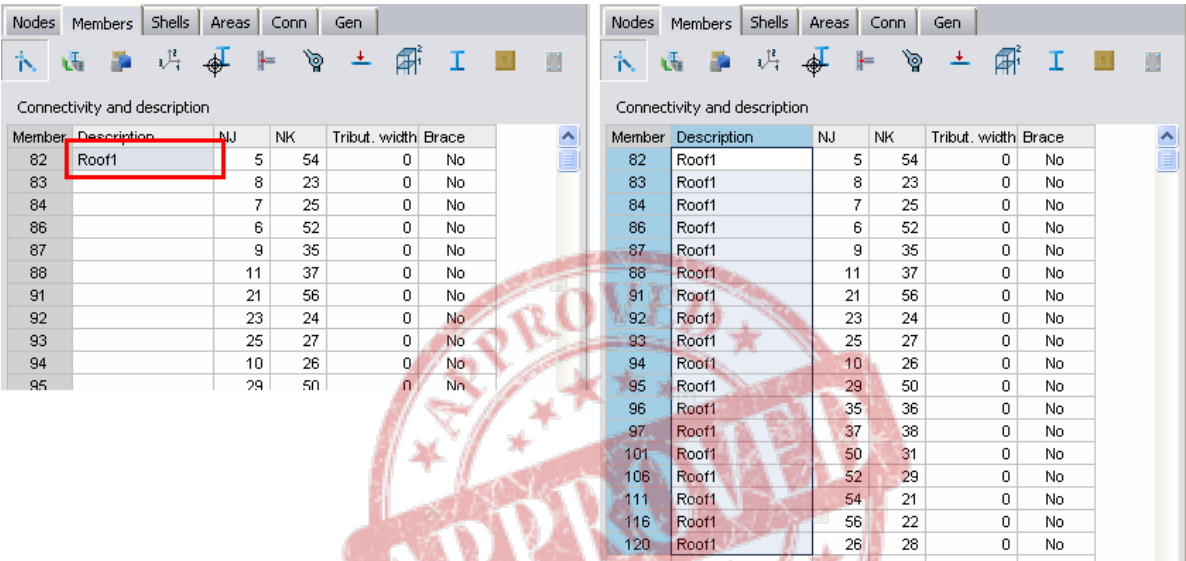 Nodes Members Shells Areas Conn Gen
Connectivity and description
Member Description NJ NK Tribut. width Brace
82 Roof1 5 54 0 No
83 8 23 0 No
84 7 25 0 No
86 6 52 0 No
87 9 35 0 No
88 11 37 0 No
91 21 56 0 No
92 23 24 0 No
93 25 27 0 No
94 10 26 0 No
95 29 50 0 No
Nodes Members Shells Areas Conn Gen
Connectivity and description
Member Description NJ NK Tribut. width Brace
82 Roof1 5 54 0 No
83 Roof1 8 23 0 No
84 Roof1 7 25 0 No
86 Roof1 6 52 0 No
87 Roof1 9 35 0 No
88 Roof1 11 37 0 No
91 Roof1 21 56 0 No
92 Roof1 23 24 0 No
93 Roof1 25 27 0 No
94 Roof1 10 26 0 No
95 Roof1 29 50 0 No
96 Roof1 35 36 0 No
97 Roof1 37 38 0 No
101 Roof1 50 31 0 No
106 Roof1 52 29 0 No
111 Roof1 54 21 0 No
116 Roof1 56 22 0 No
120 Roof1 26 28 0 No
APPROVED
APPROVED